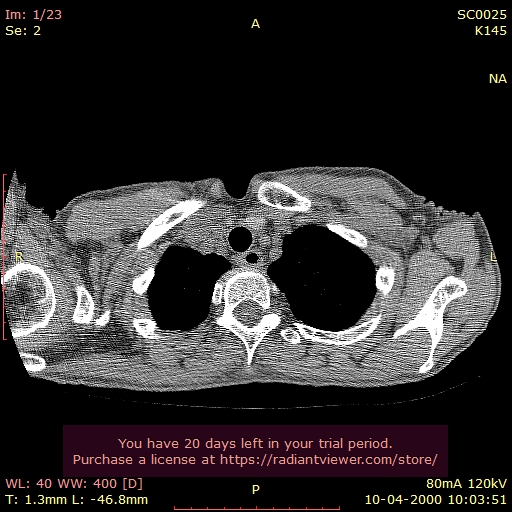 Im: 1/23
Se: 2
A
SC0025
K145
NA
R
L
You have 20 days left in your trial period.
Purchase a license at https://radiantviewer.com/store/
WL: 40 WW: 400 [D]
T: 1.3mm L: -46.8mm
P
80mA 120kV
10-04-2000 10:03:51